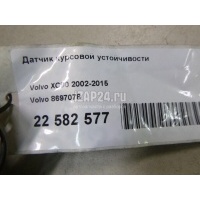 Датчик курсовой устойчивости
Volvo XC90 2002-2015
Volvo 8697078
22 582 577